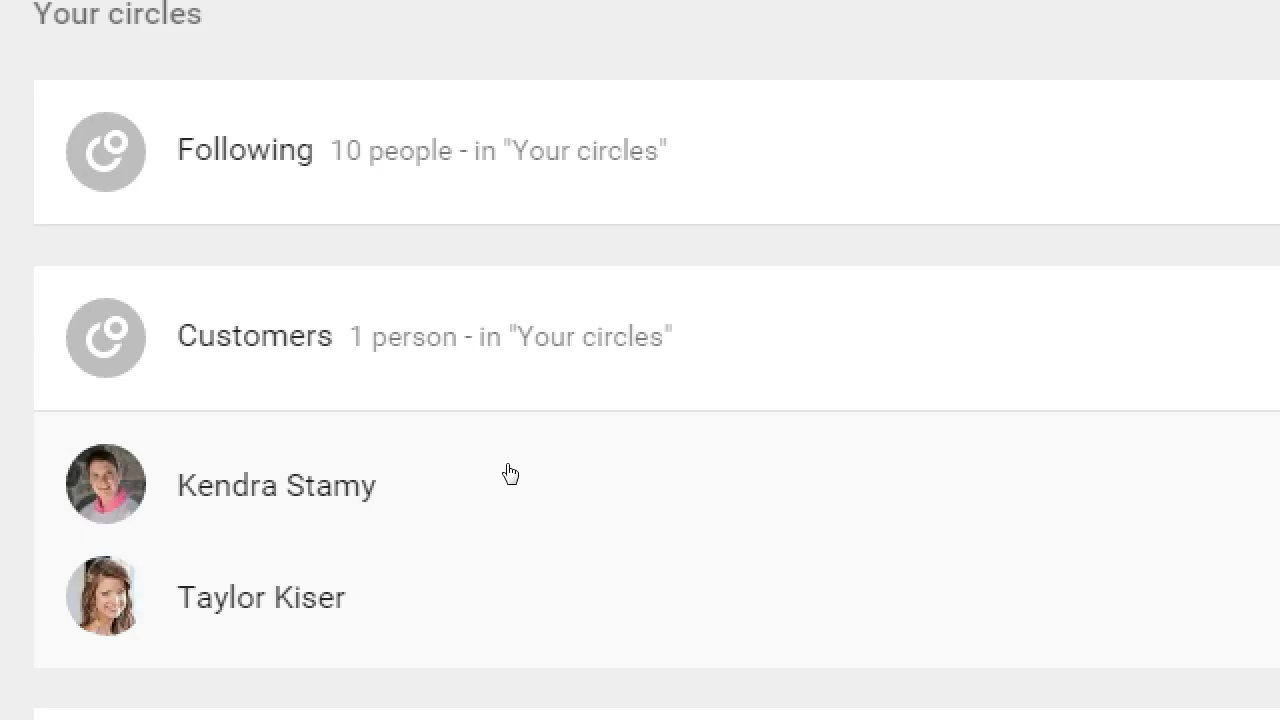 Your circles
Following 10 people - in "Your circles"
Customers 1 person - in "Your circles"
Kendra Stamy
Taylor Kiser